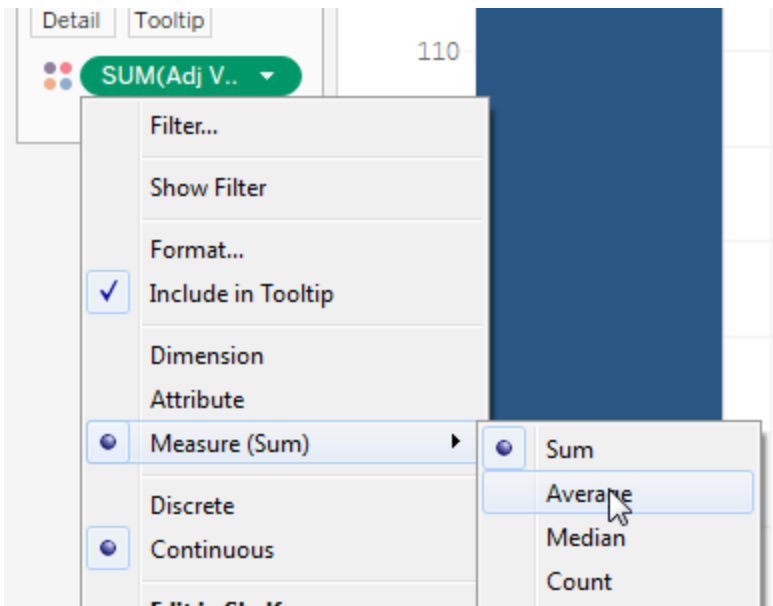 Detail Tooltip
110
SUM(Adj V..
Filter...
Show Filter
Format...
Include in Tooltip
Dimension
Attribute
Measure (Sum)
Sum
Average
Discrete
Median
Continuous
Count